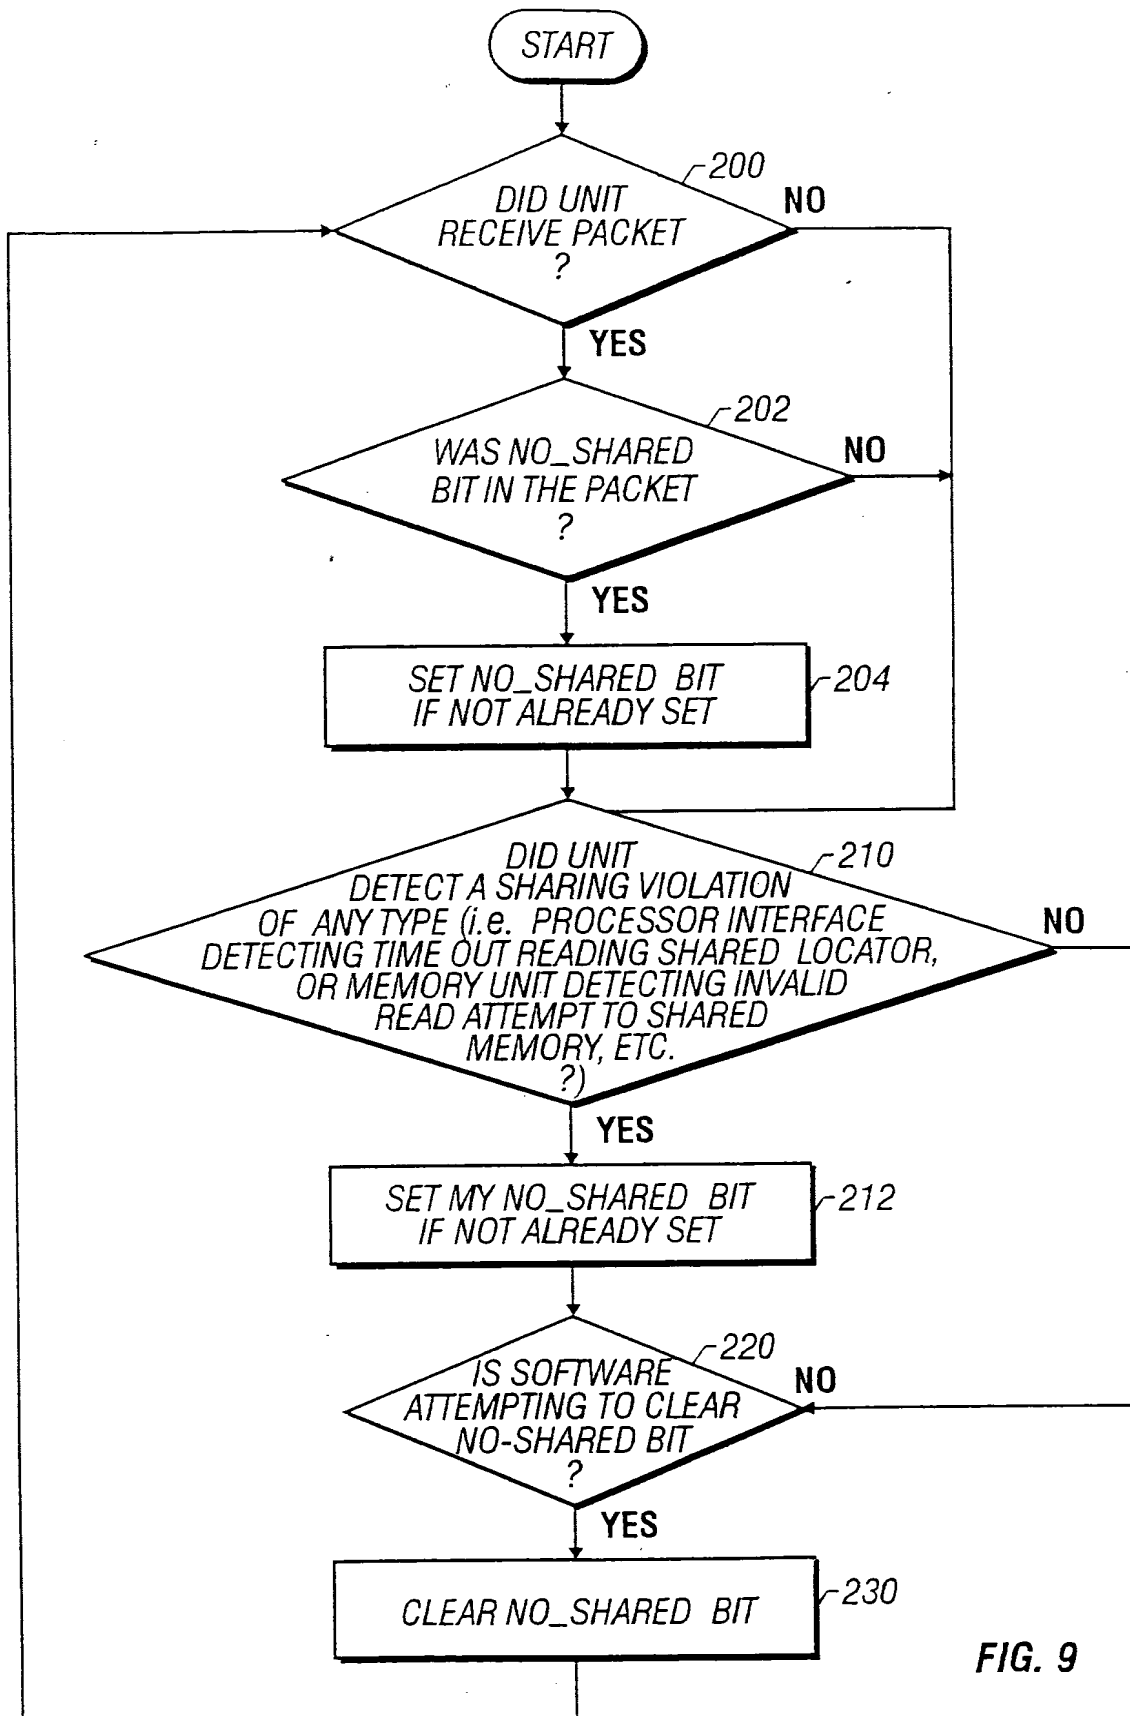 START
200
DID UNIT
RECEIVE PACKET
?
NO
YES
202
WAS NO_SHARED
BIT IN THE PACKET
?
NO
YES
SET NO_SHARED BIT
IF NOT ALREADY SET
204
DID UNIT
DETECT A SHARING VIOLATION
OF ANY TYPE (i.e. PROCESSOR INTERFACE
DETECTING TIME OUT READING SHARED LOCATOR,
OR MEMORY UNIT DETECTING INVALID
READ ATTEMPT TO SHARED
MEMORY, ETC.
?)
210
NO
YES
SET MY NO_SHARED BIT
IF NOT ALREADY SET
212
220
IS SOFTWARE
ATTEMPTING TO CLEAR
NO-SHARED BIT
?
NO
YES
CLEAR NO_SHARED BIT
230
FIG. 9